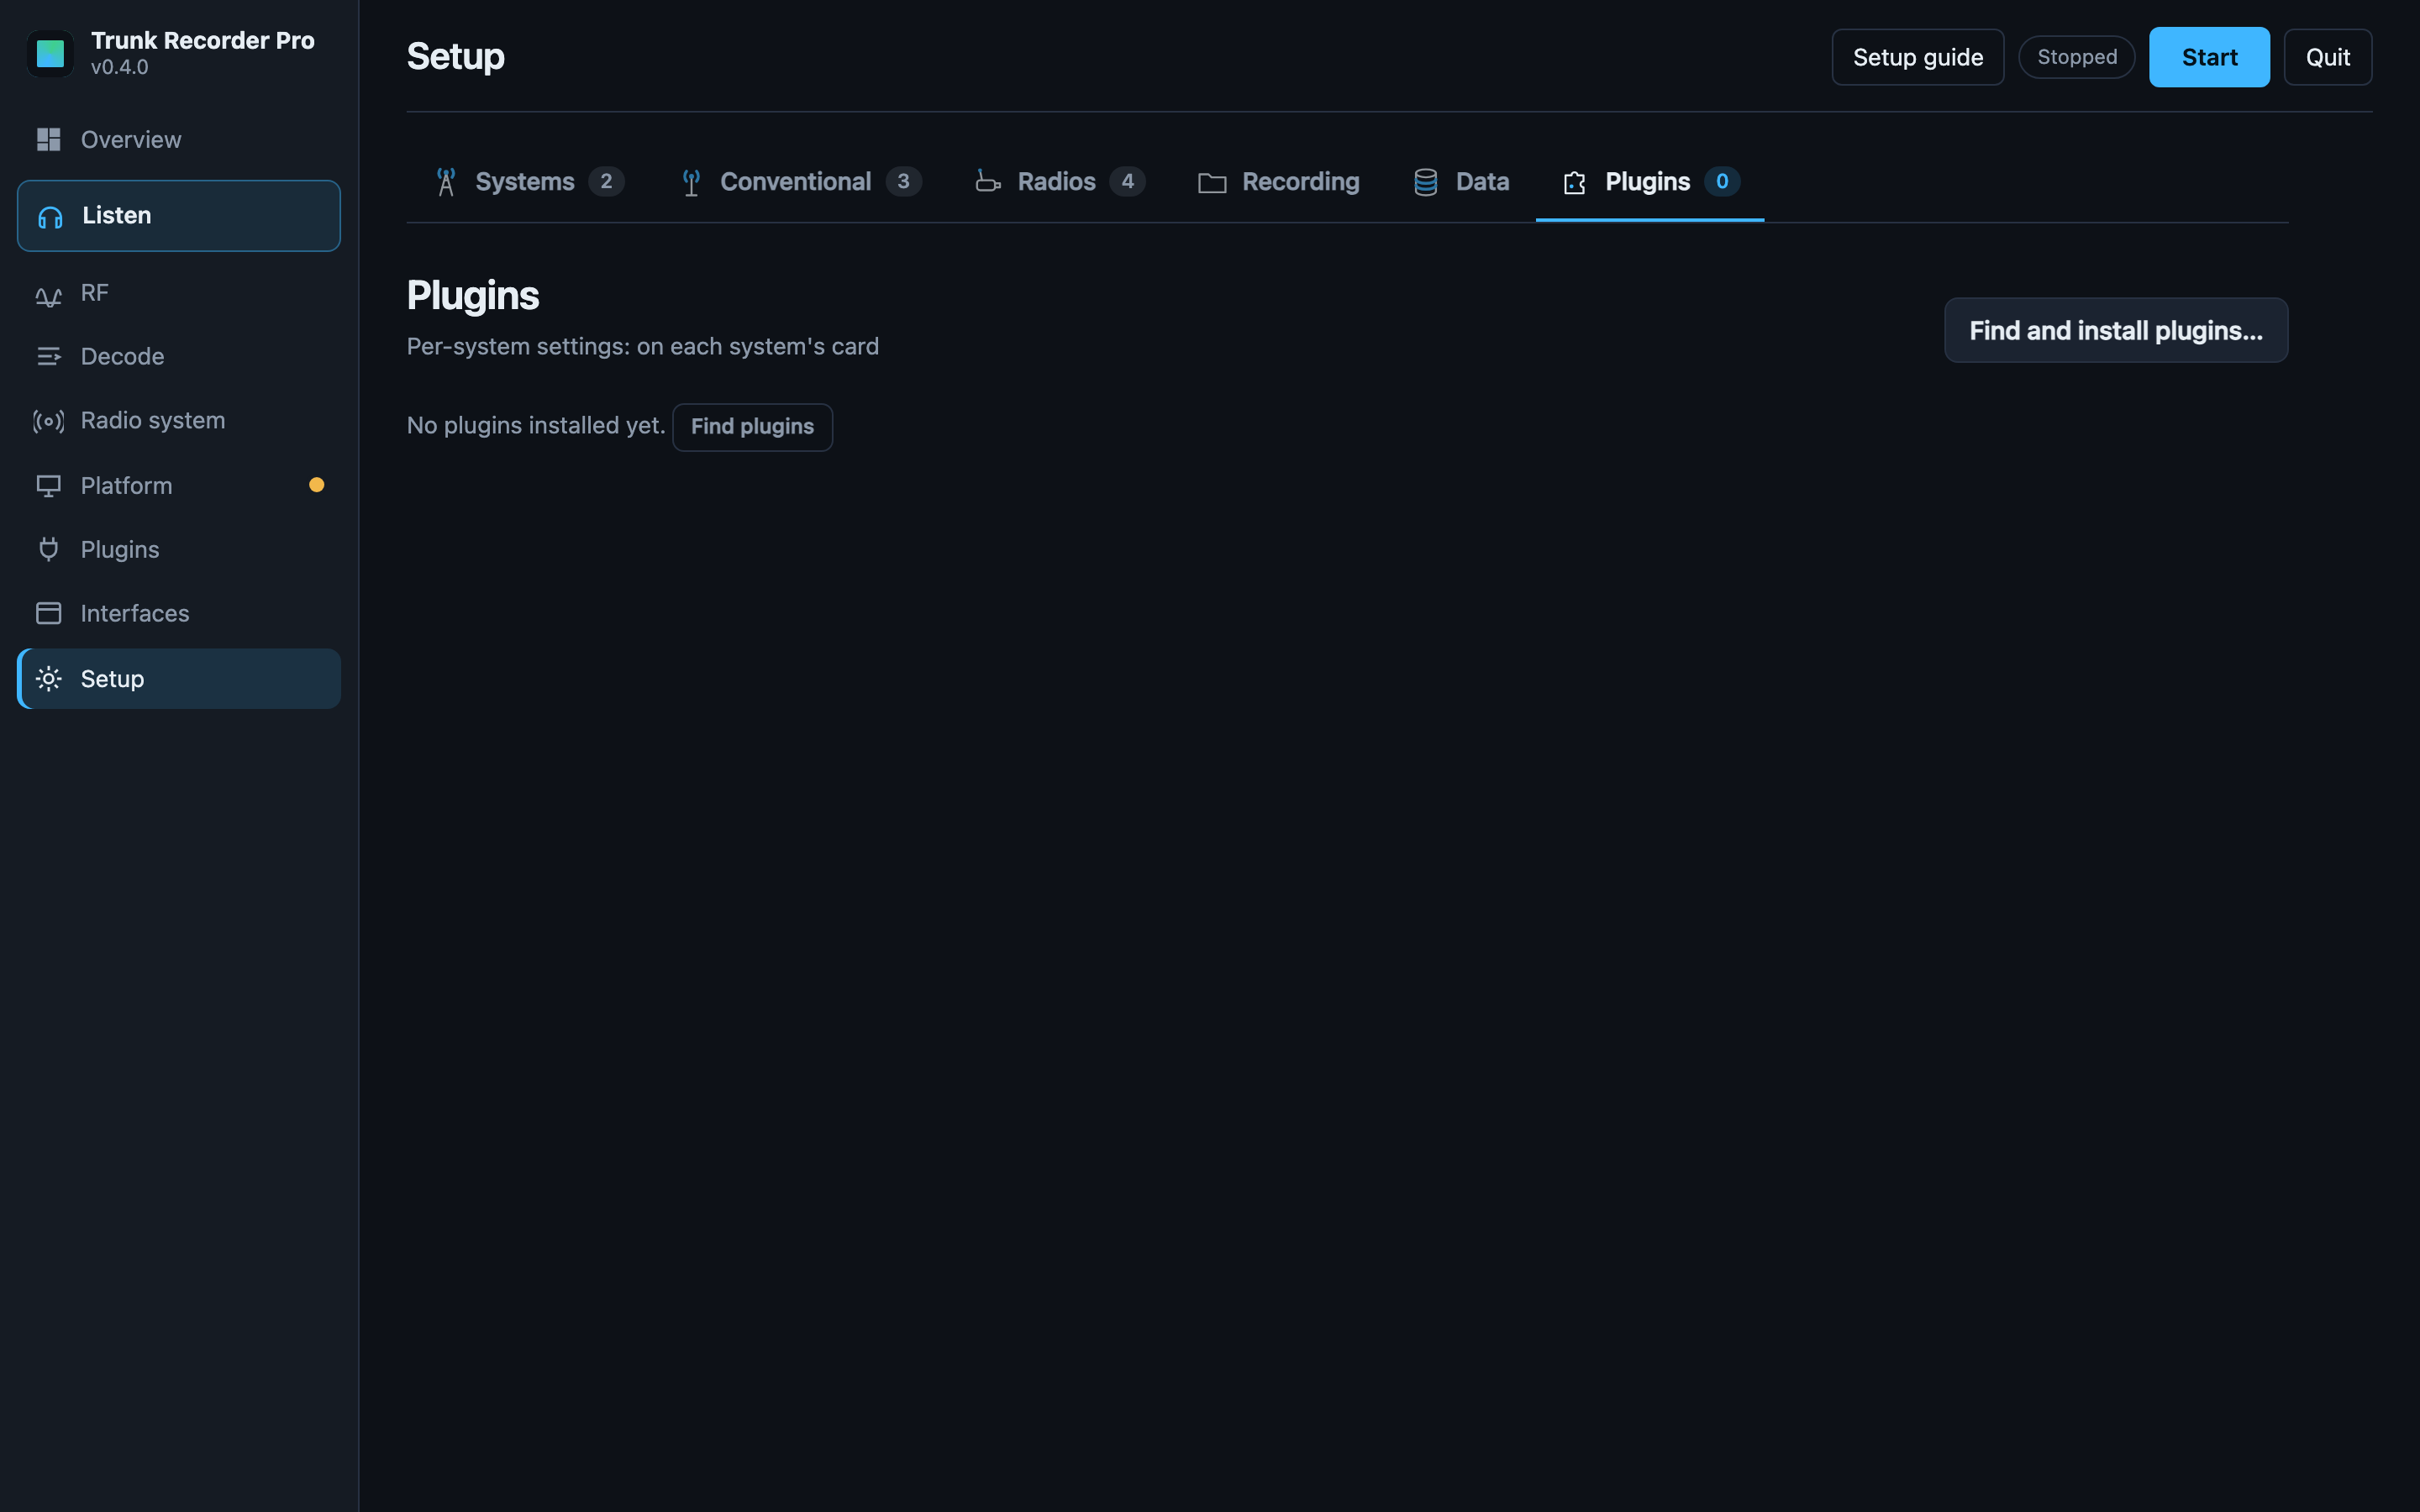 Trunk Recorder Pro
v0.4.0
Overview
Listen
RF
Decode
Radio system
Platform
Plugins
Interfaces
Setup
Setup
Setup guide
Stopped
Start
Quit
Systems 2
Conventional 3
Radios 4
Recording
Data
Plugins 0
Plugins
Per-system settings: on each system's card
Find and install plugins...
No plugins installed yet. Find plugins